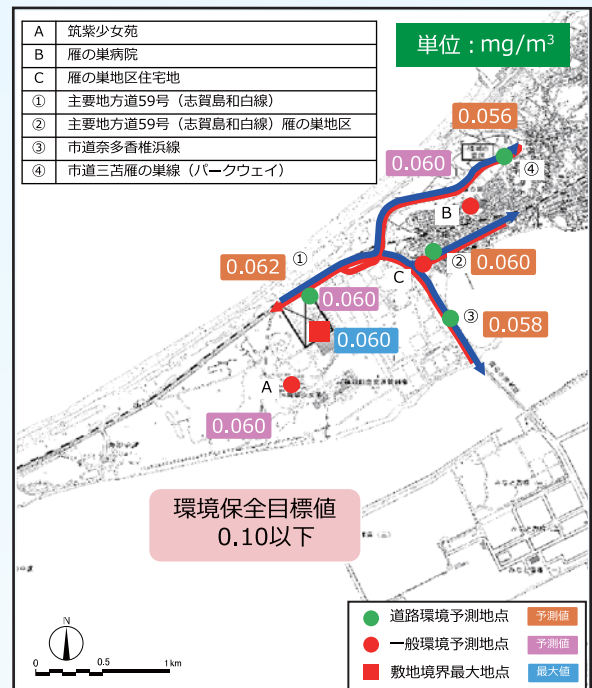 A 筑紫少女苑
B 雁の巣病院
C 雁の巣地区住宅地
① 主要地方道59号（志賀島和白線）
② 主要地方道59号（志賀島和白線）雁の巣地区
③ 市道奈多香椎浜線
④ 市道三苫雁の巣線（パークウェイ）
単位：mg/m³
0.056
0.060
④
B
①
0.062
C
②
0.060
0.060
③
0.058
0.060
A
0.060
環境保全目標値
0.10以下
N
0 0.5 1km
道路環境予測地点 予測値
一般環境予測地点 予測値
敷地境界最大地点 最大値